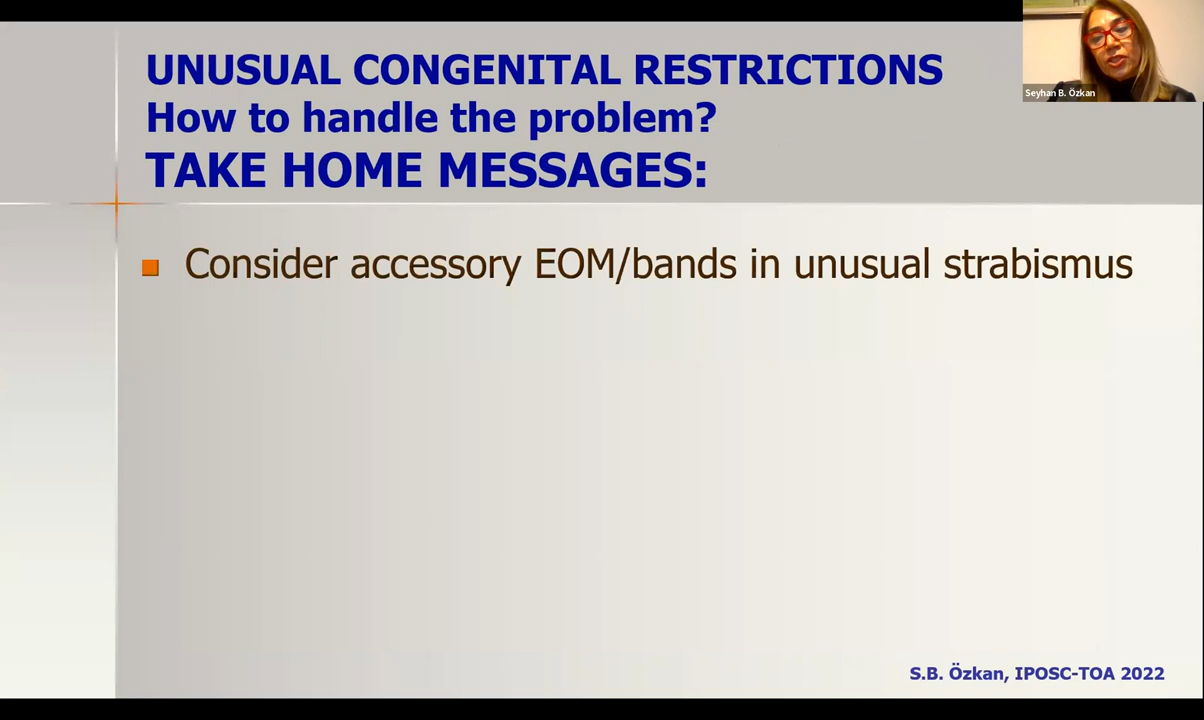 UNUSUAL CONGENITAL RESTRICTIONS
How to handle the problem?
TAKE HOME MESSAGES:
Seyhan B. Özkan
Consider accessory EOM/bands in unusual strabismus
S.B. Özkan, IPOSC-TOA 2022